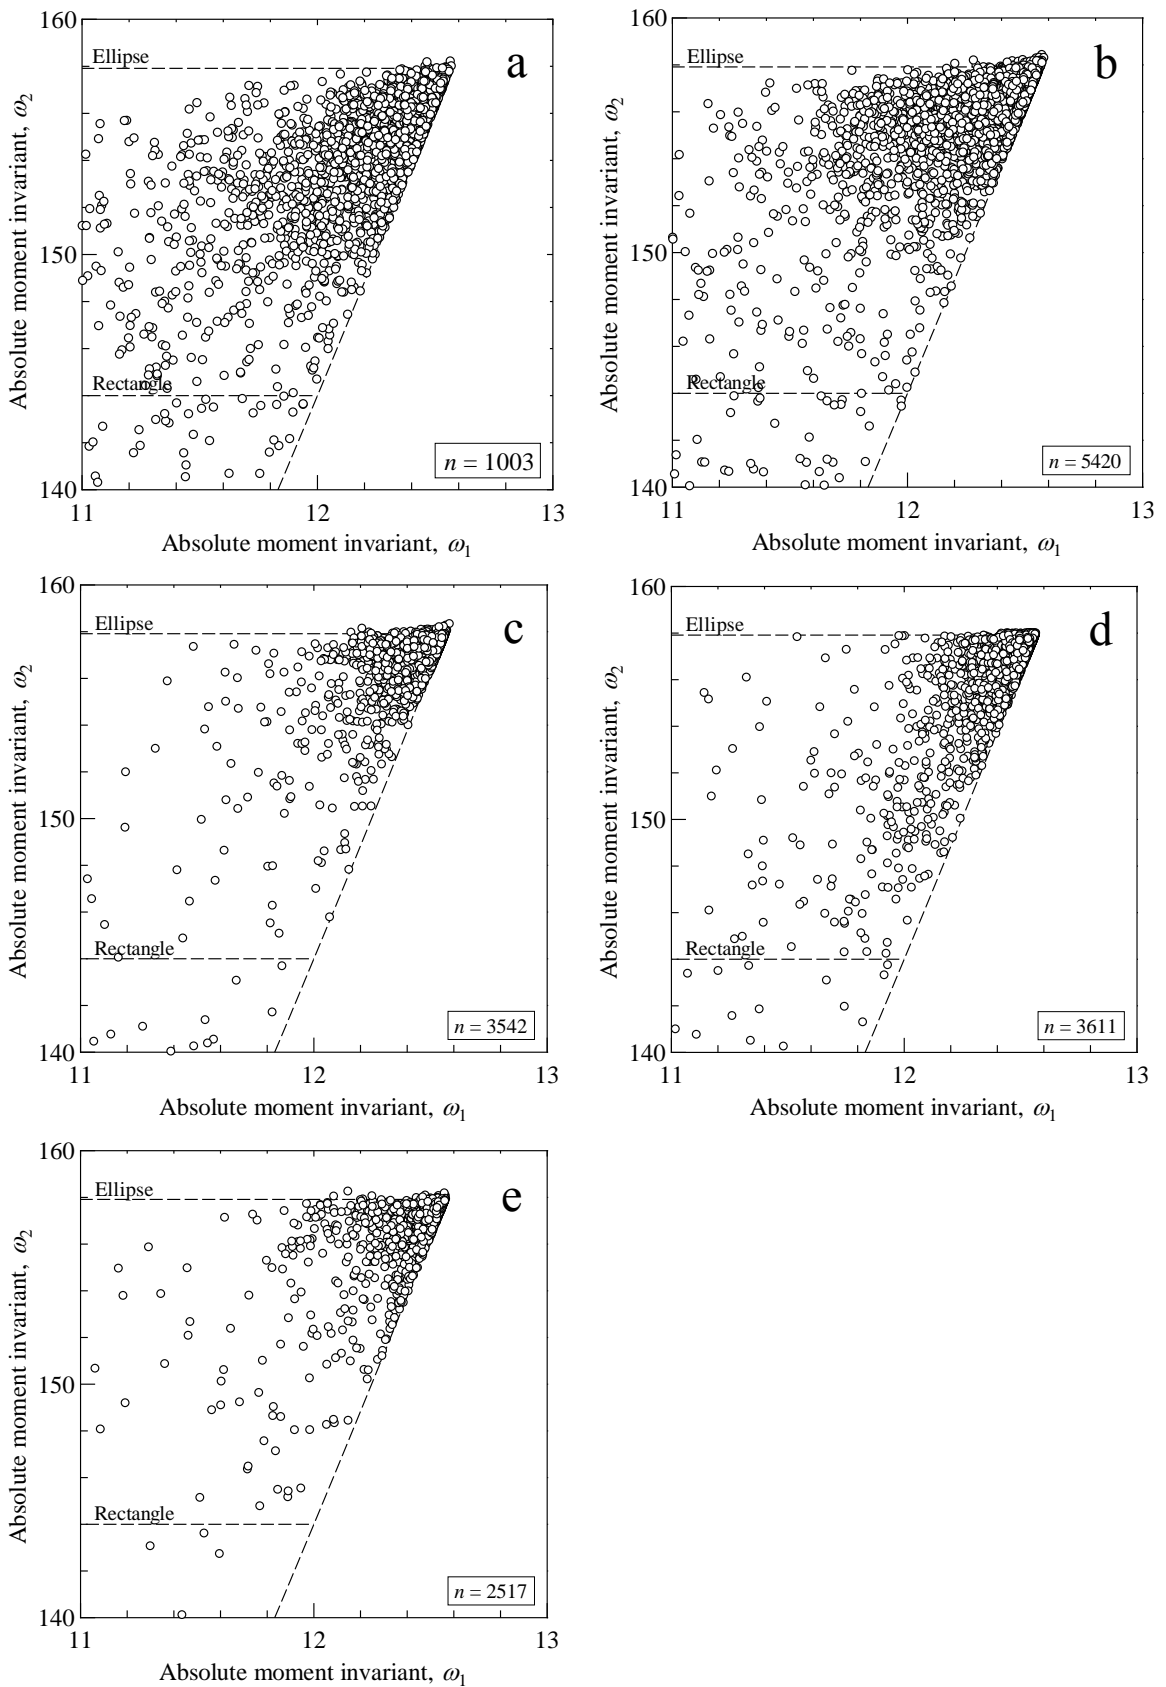 160
Ellipse
a
150
Rectangle
n = 1003
140
11
12
13
Absolute moment invariant, ω1
Absolute moment invariant, ω2
160
Ellipse
b
150
Rectangle
n = 5420
140
11
12
13
Absolute moment invariant, ω1
Absolute moment invariant, ω2
160
Ellipse
c
150
Rectangle
n = 3542
140
11
12
13
Absolute moment invariant, ω1
Absolute moment invariant, ω2
160
Ellipse
d
150
Rectangle
n = 3611
140
11
12
13
Absolute moment invariant, ω1
Absolute moment invariant, ω2
160
Ellipse
e
150
Rectangle
n = 2517
140
11
12
13
Absolute moment invariant, ω1
Absolute moment invariant, ω2